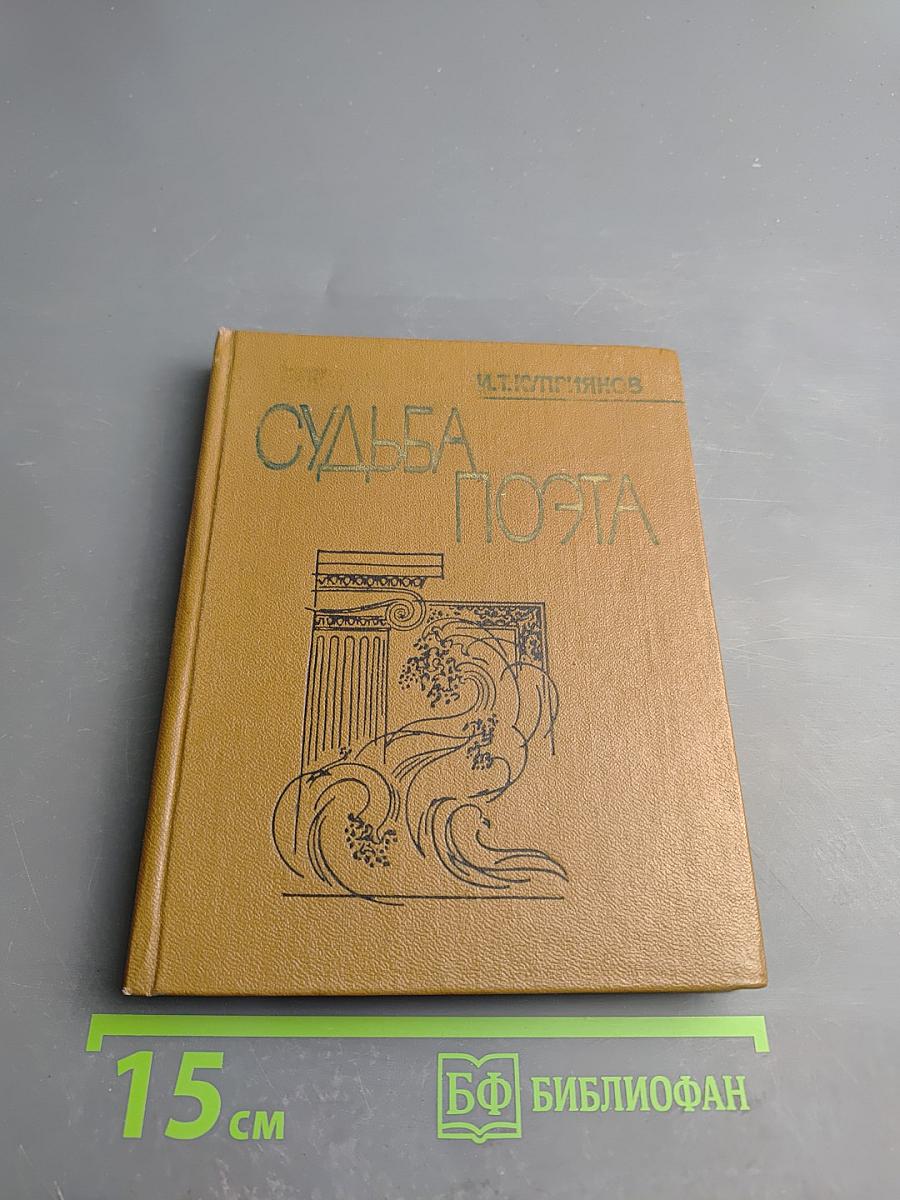 И.Т.КУПРИЯНОВ
СУДЬБА
ПОЭТА
15 см
БФ БИБЛИОФАН